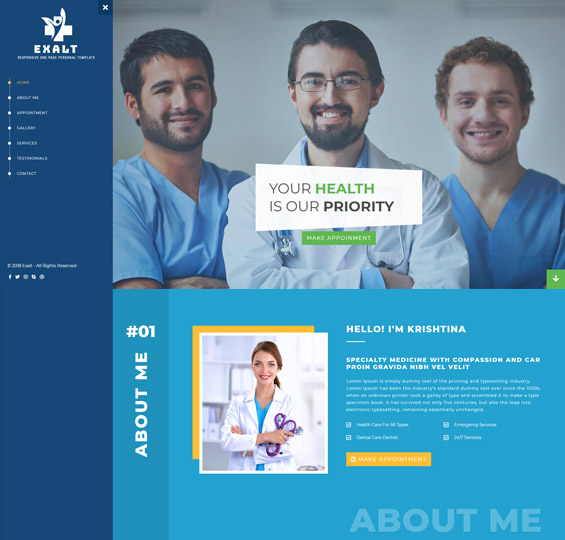 EXALT
RESPONSIVE ONE PAGE PERSONAL TEMPLATE
HOME
ABOUT ME
APPOINTMENT
GALLERY
SERVICES
TESTIMONIALS
CONTACT
© 2018 Exalt - All Rights Reserved
YOUR HEALTH
IS OUR PRIORITY
MAKE APPOINMENT
#01
ABOUT ME
HELLO! I'M KRISHTINA
SPECIALTY MEDICINE WITH COMPASSION AND CAR
PROIN GRAVIDA NIBH VEL VELIT
Lorem Ipsum is simply dummy text of the printing and typesetting industry.
Lorem Ipsum has been the industry's standard dummy text ever since the 1500s,
when an unknown printer took a galley of type and scrambled it to make a type
specimen book. It has survived not only five centuries, but also the leap into
electronic typesetting, remaining essentially unchanged.
Health Care For All Types
Emergency Services
Dental Care Dentist.
24/7 Services
MAKE APPOINTMENT
ABOUT ME